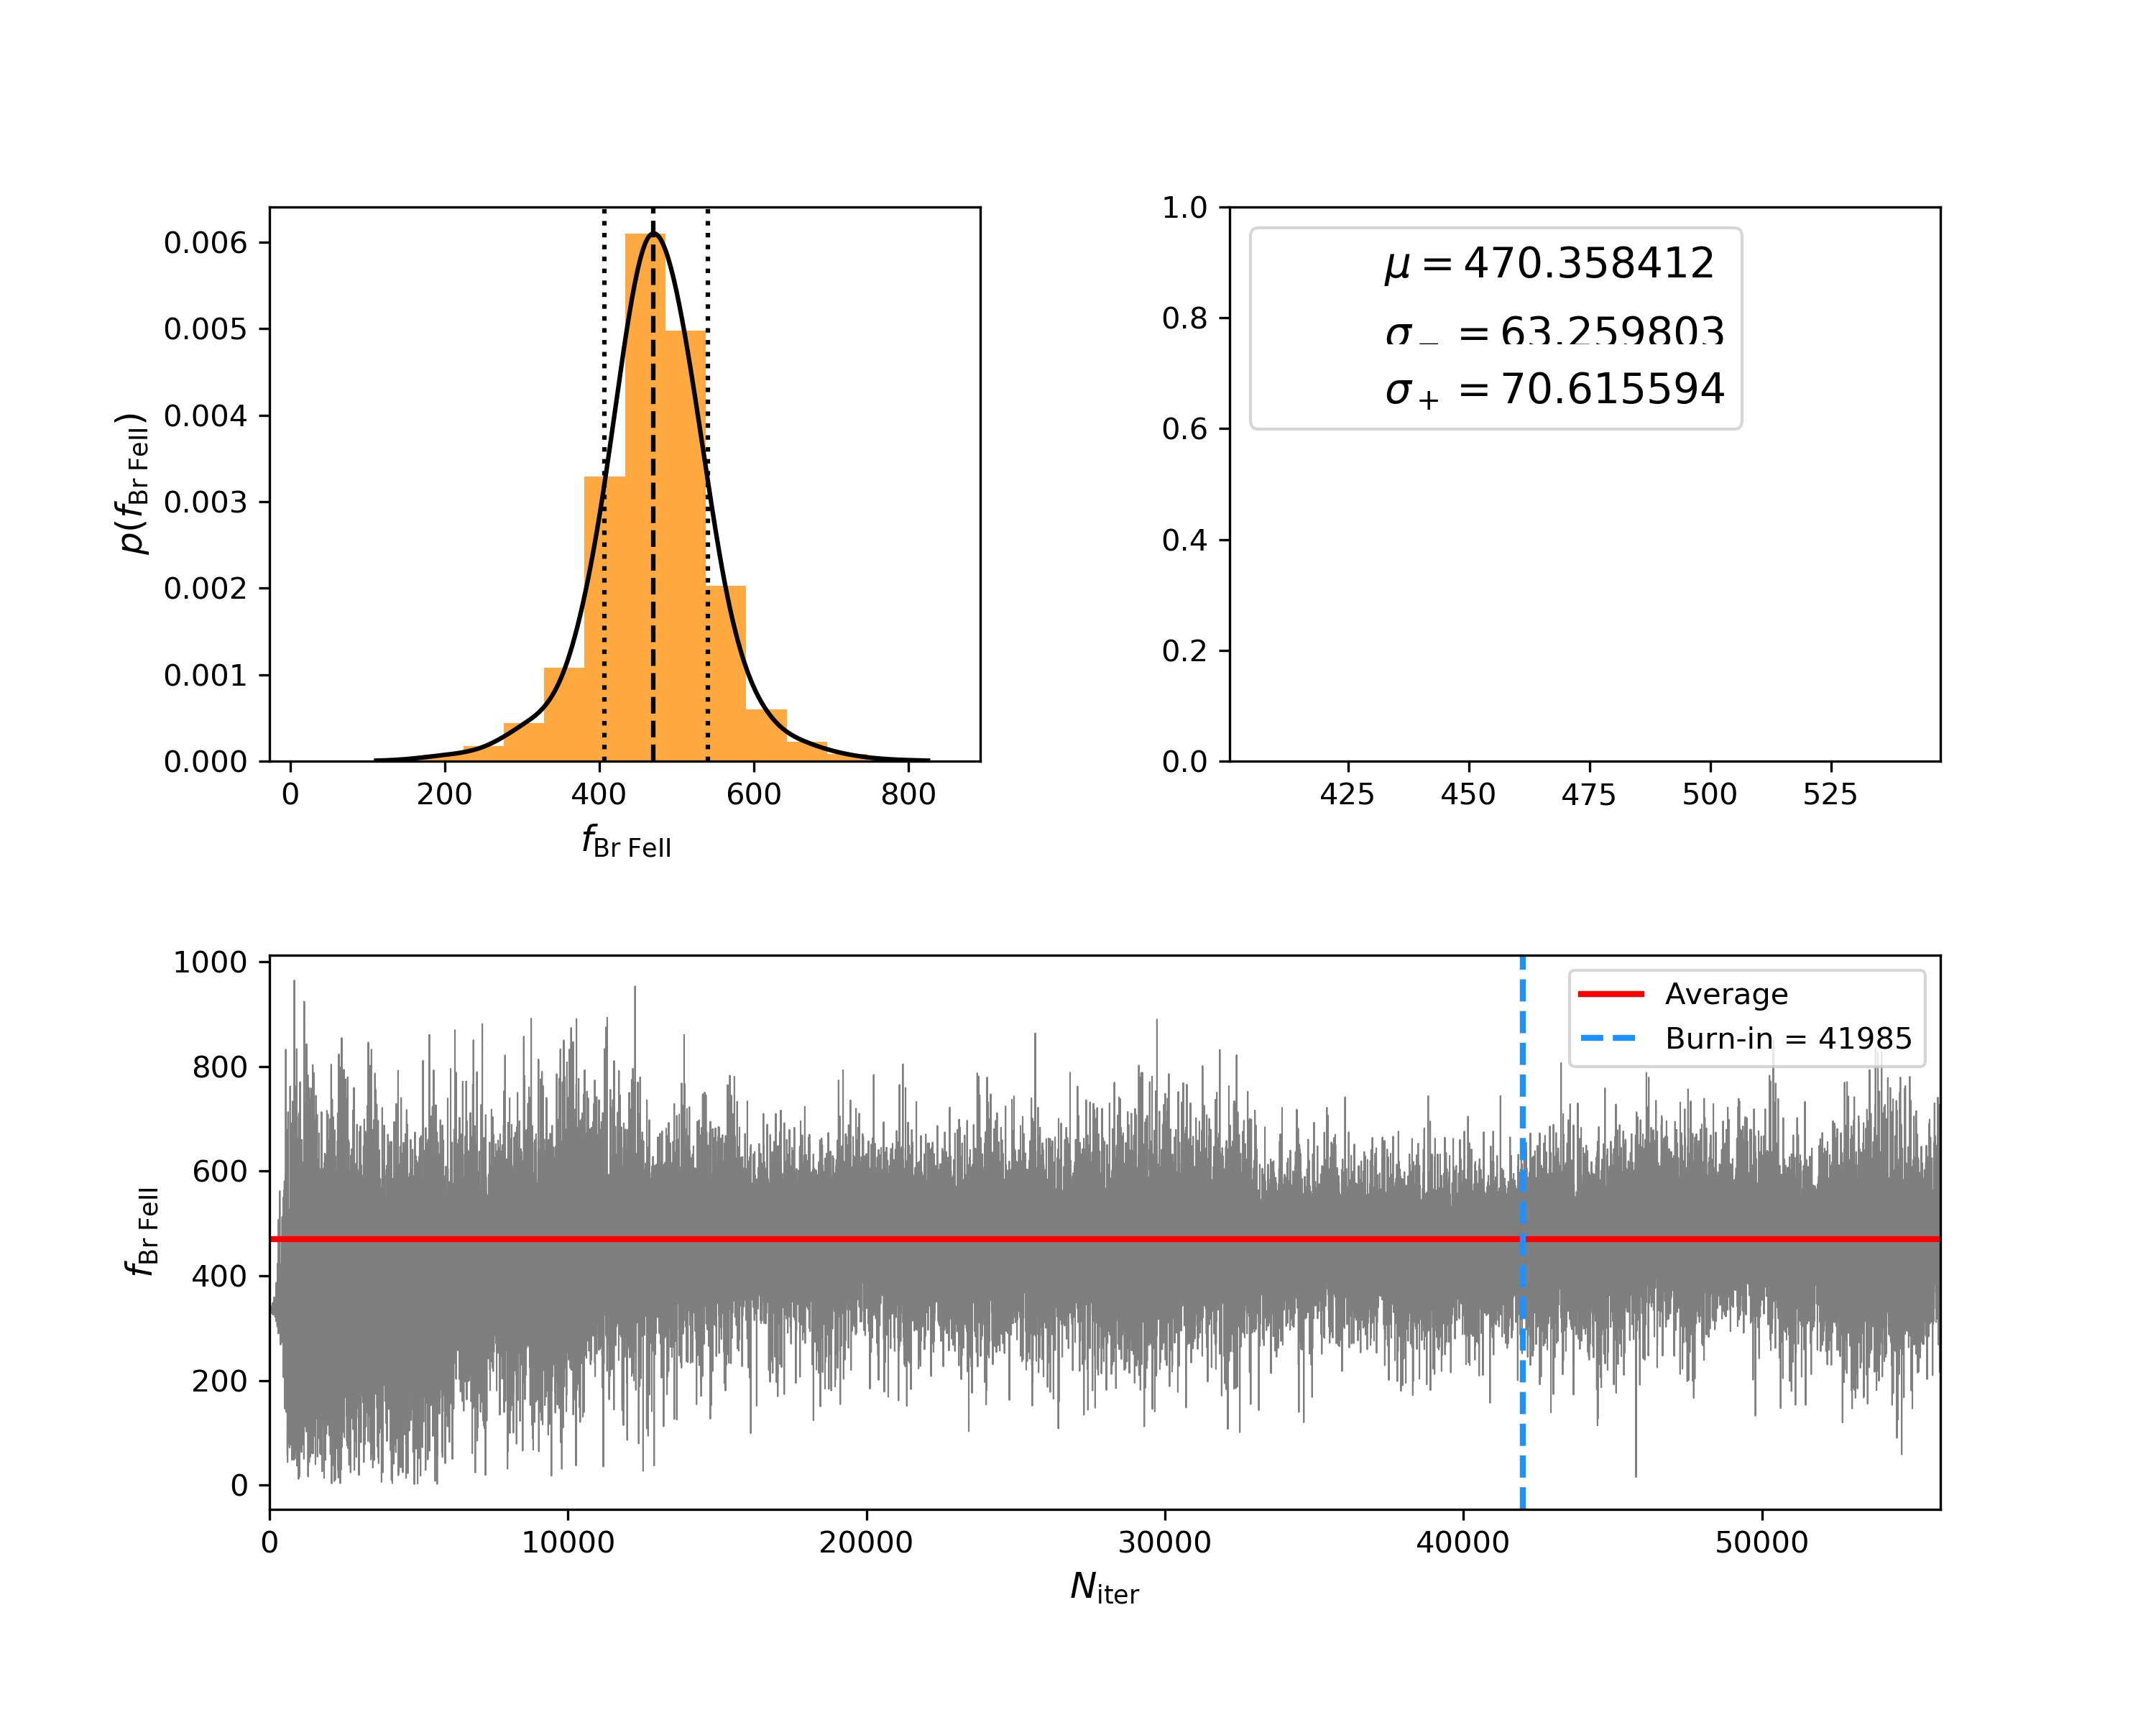 0.006
0.005
0.004
0.003
0.002
0.001
0.000
p(f_Br FeII)
0 200 400 600 800
f_Br FeII
1.0
0.8
0.6
0.4
0.2
0.0
μ = 470.358412
σ₋ = 63.259803
σ₊ = 70.615594
425 450 475 500 525
1000
800
600
400
200
0
f_Br FeII
Average
Burn-in = 41985
0 10000 20000 30000 40000 50000
N_iter